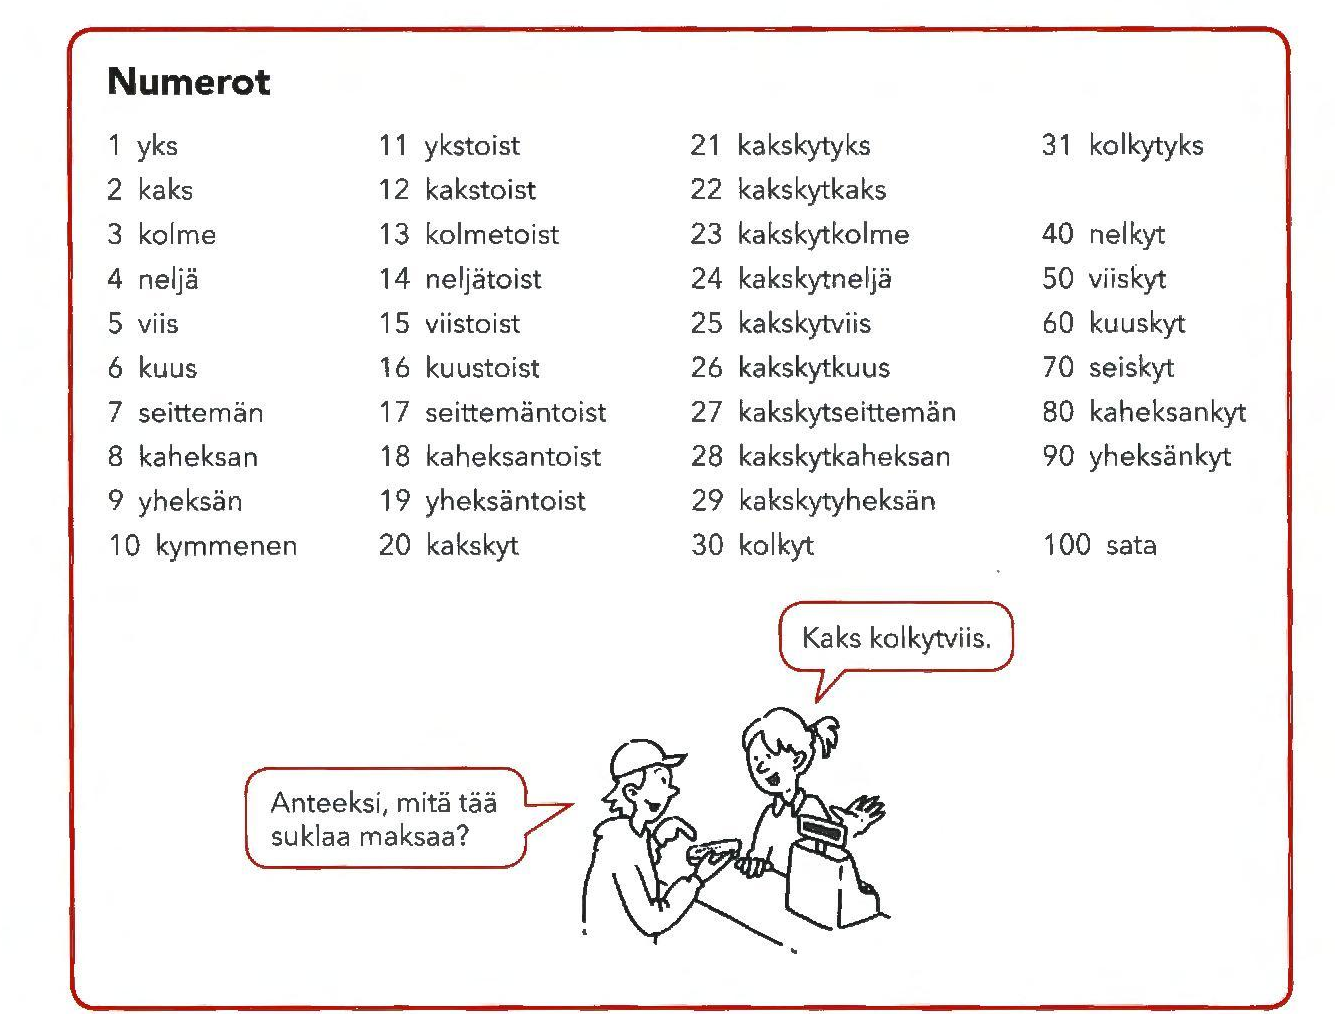 Numerot
1 yks
2 kaks
3 kolme
4 neljä
5 viis
6 kuus
7 seittemän
8 kaheksan
9 yheksän
10 kymmenen
11 ykstoist
12 kakstoist
13 kolmetoist
14 neljätoist
15 viistoist
16 kuustoist
17 seittemäntoist
18 kaheksantoist
19 yheksäntoist
20 kakskyt
21 kakskytyks
22 kakskytkaks
23 kakskytkolme
24 kakskytneljä
25 kakskytviis
26 kakskytkuus
27 kakskytseittemän
28 kakskytkaheksan
29 kakskytyheksän
30 kolkyt
31 kolkytyks
40 nelkyt
50 viiskyt
60 kuuskyt
70 seiskyt
80 kaheksankyt
90 yheksänkyt
100 sata
Kaks kolkytviis.
Anteeksi, mitä tää
suklaa maksaa?